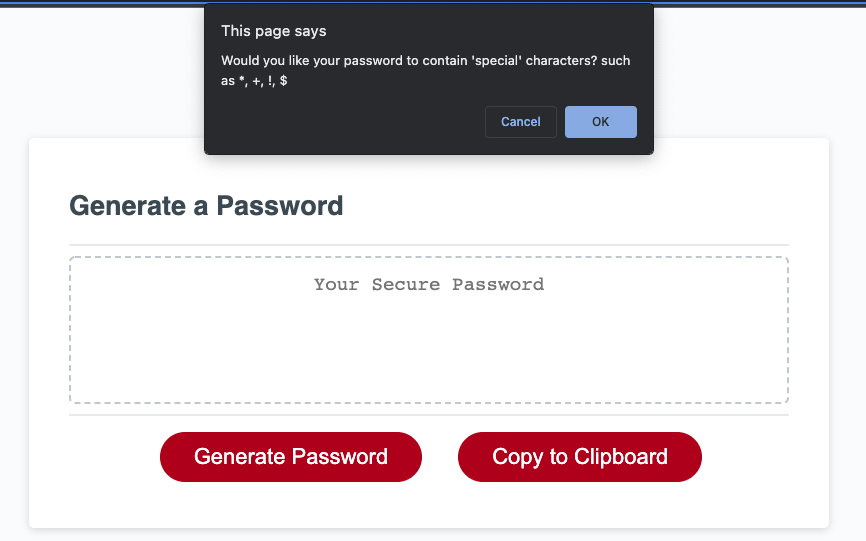 This page says
Would you like your password to contain 'special' characters? such
as *, +, !, $
Cancel
OK
Generate a Password
Your Secure Password
Generate Password
Copy to Clipboard